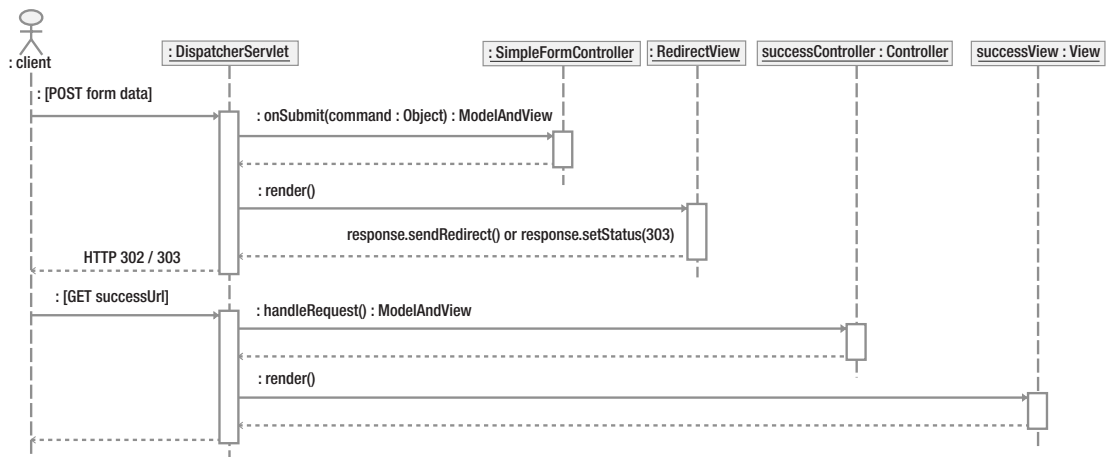 : client
: DispatcherServlet
: SimpleFormController
: RedirectView
successController : Controller
successView : View
: [POST form data]
: onSubmit(command : Object) : ModelAndView
: render()
response.sendRedirect() or response.setStatus(303)
HTTP 302 / 303
: [GET successUrl]
: handleRequest() : ModelAndView
: render()